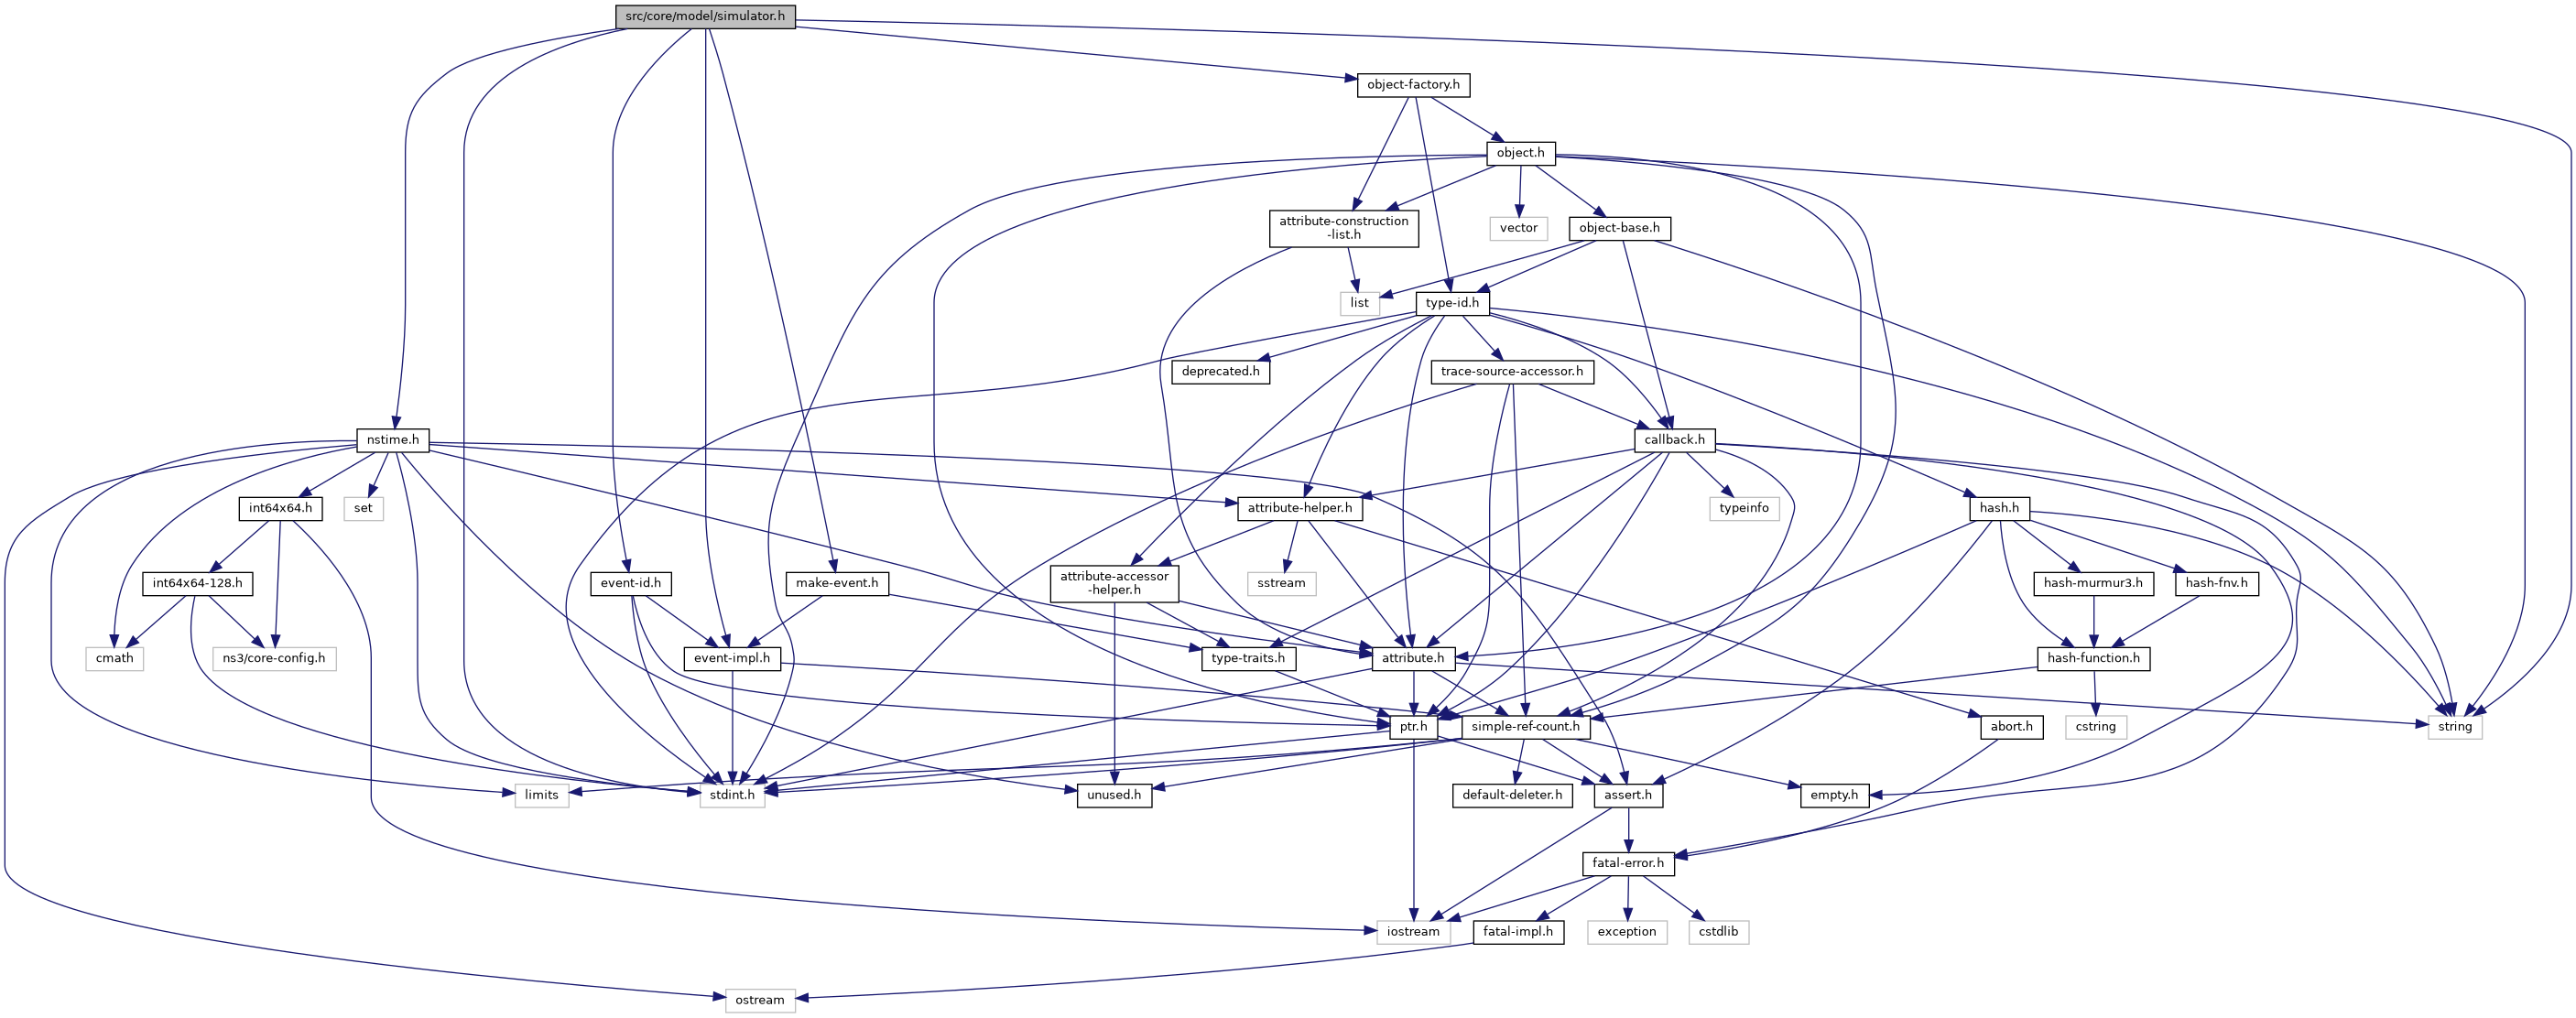 src/core/model/simulator.h
object-factory.h
object.h
attribute-construction
-list.h
vector
object-base.h
list
type-id.h
deprecated.h
trace-source-accessor.h
nstime.h
callback.h
int64x64.h
set
attribute-helper.h
typeinfo
hash.h
int64x64-128.h
event-id.h
make-event.h
attribute-accessor
-helper.h
sstream
hash-murmur3.h
hash-fnv.h
cmath
ns3/core-config.h
event-impl.h
type-traits.h
attribute.h
hash-function.h
ptr.h
simple-ref-count.h
abort.h
cstring
string
limits
stdint.h
unused.h
default-deleter.h
assert.h
empty.h
fatal-error.h
iostream
fatal-impl.h
exception
cstdlib
ostream